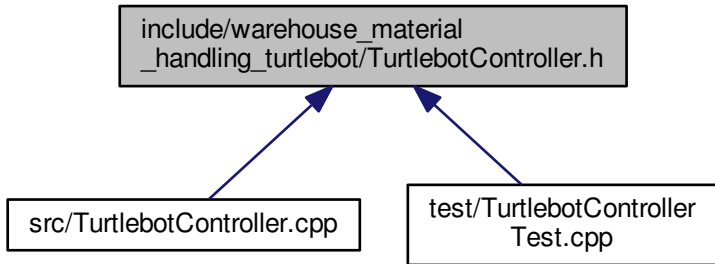 include/warehouse_material
_handling_turtlebot/TurtlebotController.h
src/TurtlebotController.cpp
test/TurtlebotController
Test.cpp